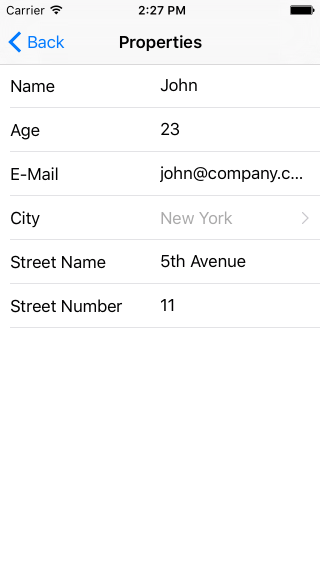 Carrier 2:27 PM
Back Properties
Name John
Age 23
E-Mail john@company.c...
City New York
Street Name 5th Avenue
Street Number 11